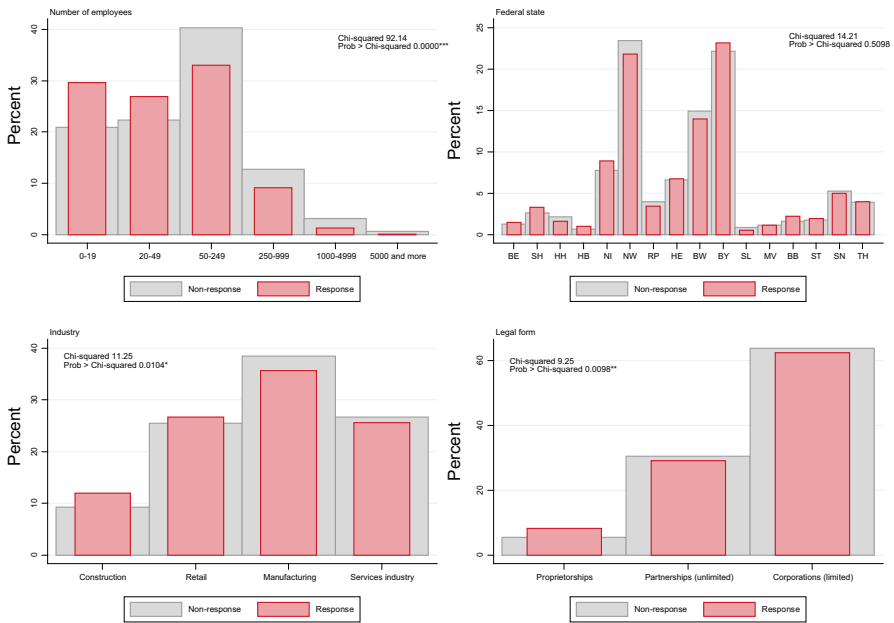 Number of employees
Chi-squared 92.14
Prob > Chi-squared 0.0000***
Percent
40
30
20
10
0
0-19 20-49 50-249 250-999 1000-4999 5000 and more
Non-response Response
Federal state
Chi-squared 14.21
Prob > Chi-squared 0.5098
Percent
25
20
15
10
5
0
BE SH HH HB NI NW RP HE BW BY SL MV BB ST SN TH
Non-response Response
Industry
Chi-squared 11.25
Prob > Chi-squared 0.0104*
Percent
40
30
20
10
0
Construction Retail Manufacturing Services industry
Non-response Response
Legal form
Chi-squared 9.25
Prob > Chi-squared 0.0098**
Percent
60
40
20
0
Proprietorships Partnerships (unlimited) Corporations (limited)
Non-response Response